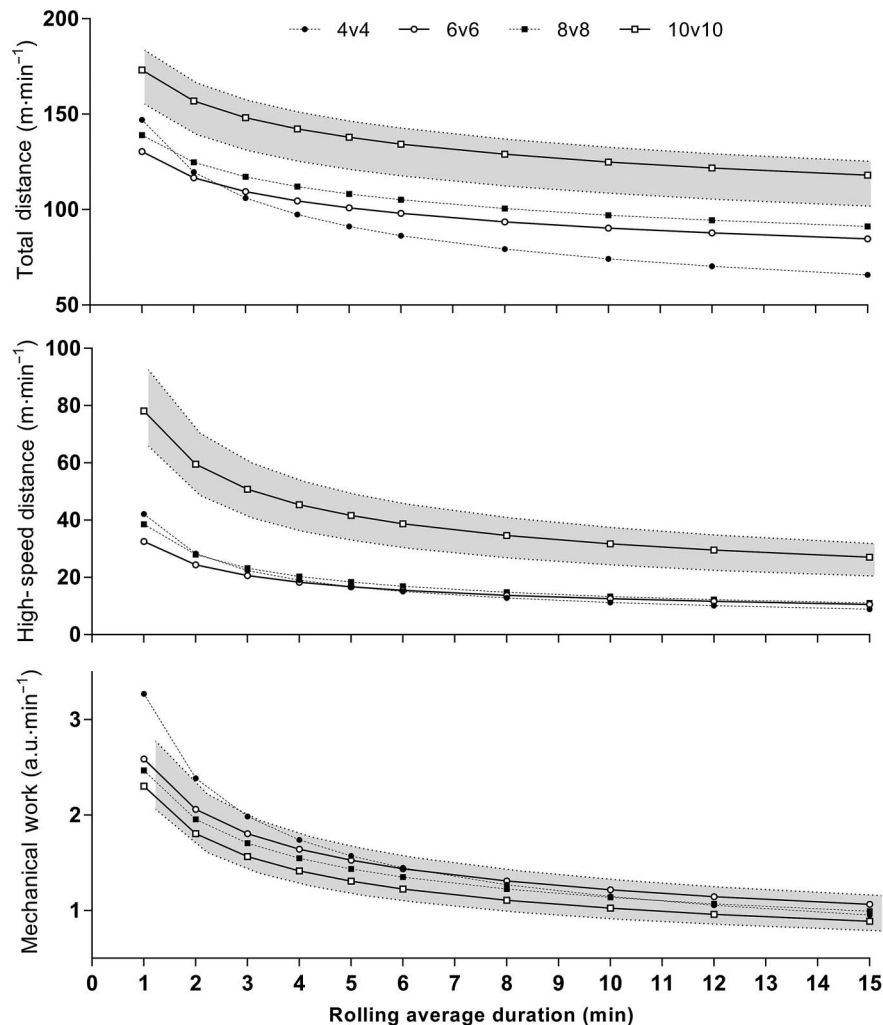 4v4 6v6 8v8 10v10
Total distance (m·min⁻¹)
200
150
100
50
High-speed distance (m·min⁻¹)
100
80
60
40
20
0
Mechanical work (a.u.·min⁻¹)
3
2
1
0 1 2 3 4 5 6 7 8 9 10 11 12 13 14 15
Rolling average duration (min)